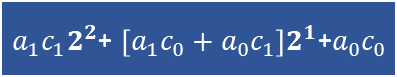 a₁c₁2²+ [a₁c₀ + a₀c₁]2¹+a₀c₀